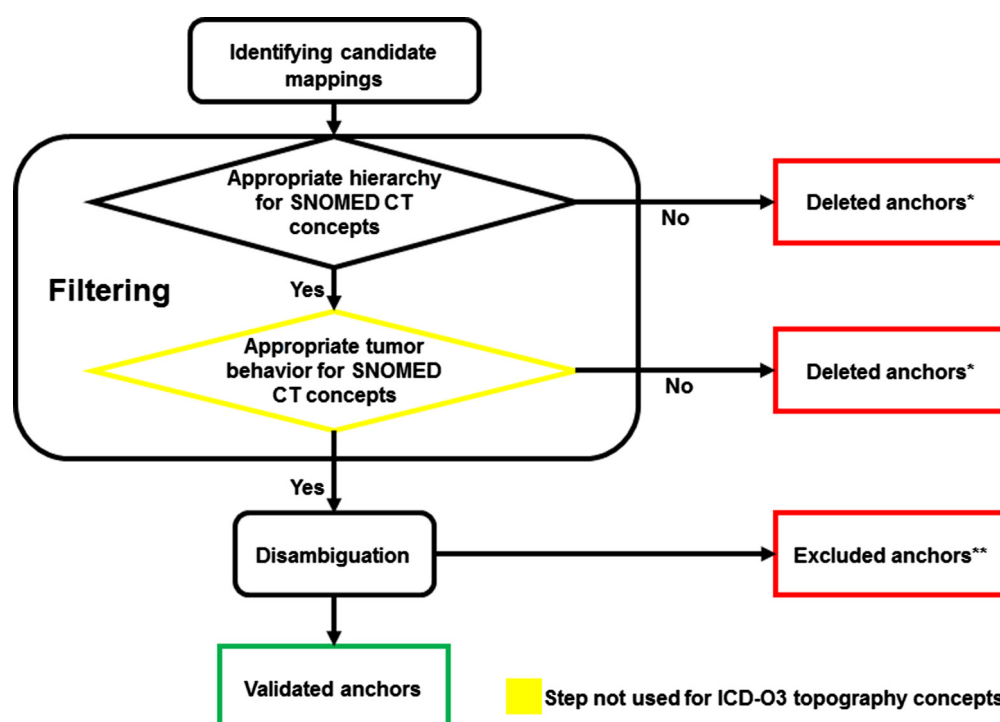 Identifying candidate
mappings
Appropriate hierarchy
for SNOMED CT
concepts
No
Deleted anchors*
Filtering
Yes
Appropriate tumor
behavior for SNOMED
CT concepts
No
Deleted anchors*
Yes
Disambiguation
Excluded anchors**
Validated anchors
Step not used for ICD-O3 topography concepts